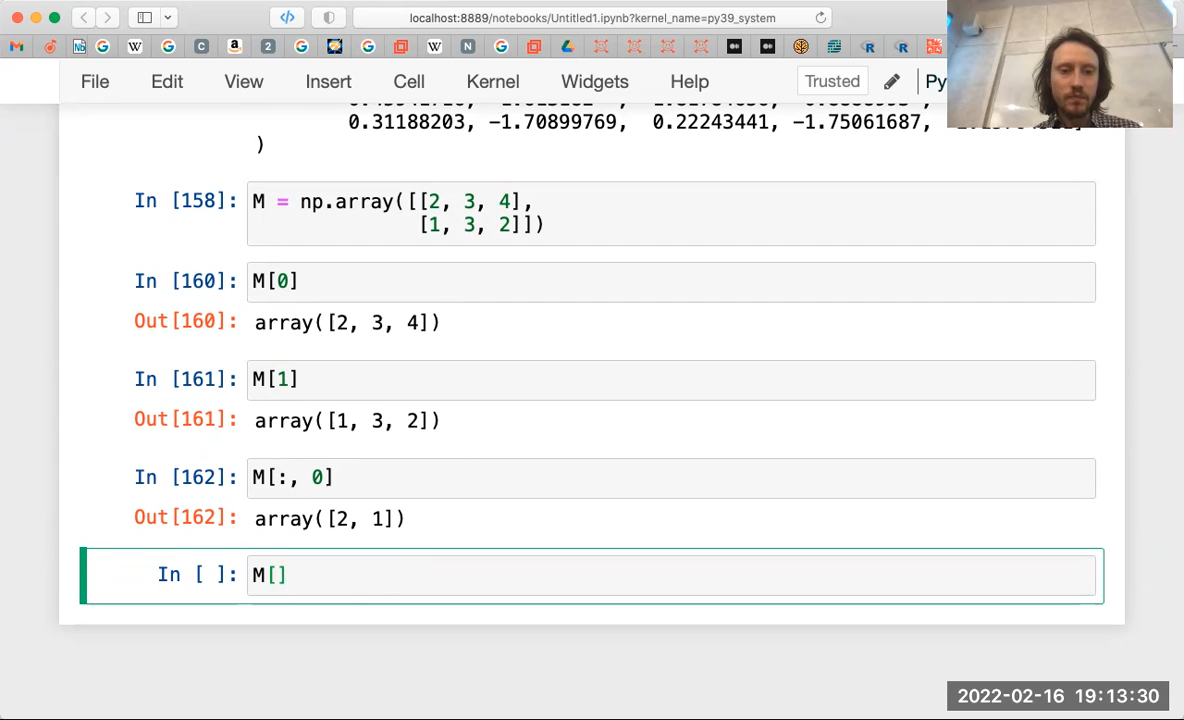 localhost:8889/notebooks/Untitled1.ipynb?kernel_name=py39_system
File Edit View Insert Cell Kernel Widgets Help Trusted Py
0.31188203, -1.70899769, 0.22243441, -1.75061687,
)
In [158]: M = np.array([[2, 3, 4],
[1, 3, 2]])
In [160]: M[0]
Out[160]: array([2, 3, 4])
In [161]: M[1]
Out[161]: array([1, 3, 2])
In [162]: M[:, 0]
Out[162]: array([2, 1])
In [ ]: M[]
2022-02-16 19:13:30